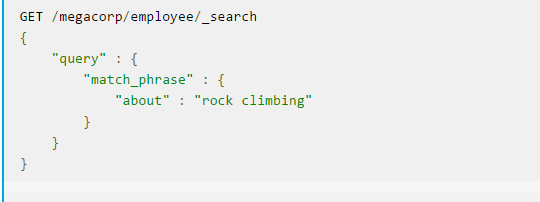 GET /megacorp/employee/_search
{
    "query" : {
        "match_phrase" : {
            "about" : "rock climbing"
        }
    }
}